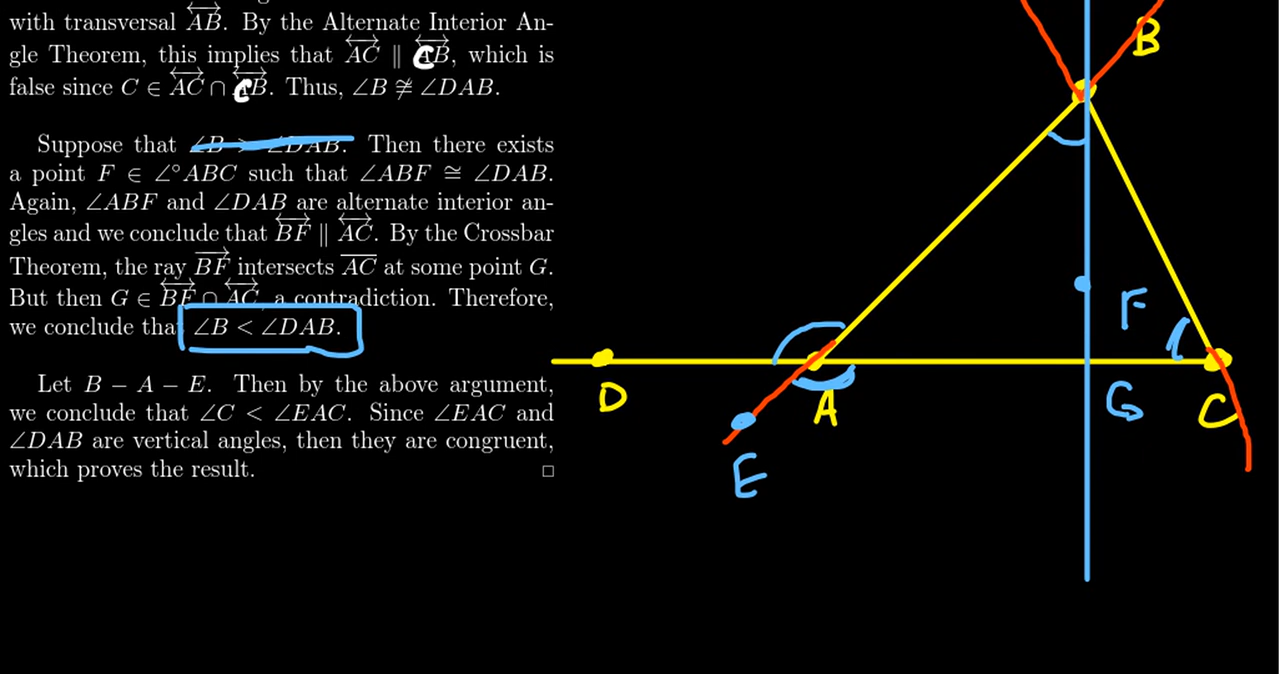 with transversal AB. By the Alternate Interior An-
gle Theorem, this implies that AC ∥ CB, which is
false since C ∈ AC ∩ CB. Thus, ∠B ≇ ∠DAB.
Suppose that ∠B > ∠DAB. Then there exists
a point F ∈ ∠°ABC such that ∠ABF ≅ ∠DAB.
Again, ∠ABF and ∠DAB are alternate interior an-
gles and we conclude that BF ∥ AC. By the Crossbar
Theorem, the ray BF intersects AC at some point G.
But then G ∈ BF ∩ AC, a contradiction. Therefore,
we conclude that ∠B < ∠DAB.
Let B − A − E. Then by the above argument,
we conclude that ∠C < ∠EAC. Since ∠EAC and
∠DAB are vertical angles, then they are congruent,
which proves the result. □
B
F
D
A
G
C
E